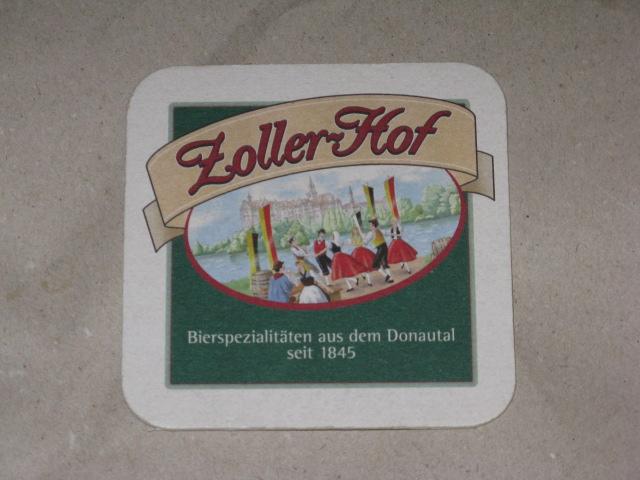 Zoller-Hof
Bierspezialitäten aus dem Donautal
seit 1845